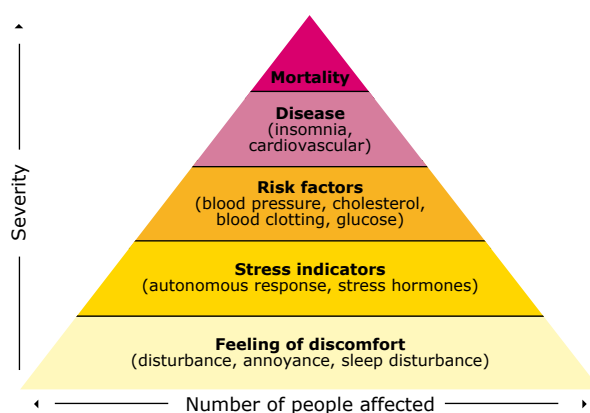 Mortality
Disease
(insomnia,
cardiovascular)
Risk factors
(blood pressure, cholesterol,
blood clotting, glucose)
Stress indicators
(autonomous response, stress hormones)
Feeling of discomfort
(disturbance, annoyance, sleep disturbance)
Severity
Number of people affected